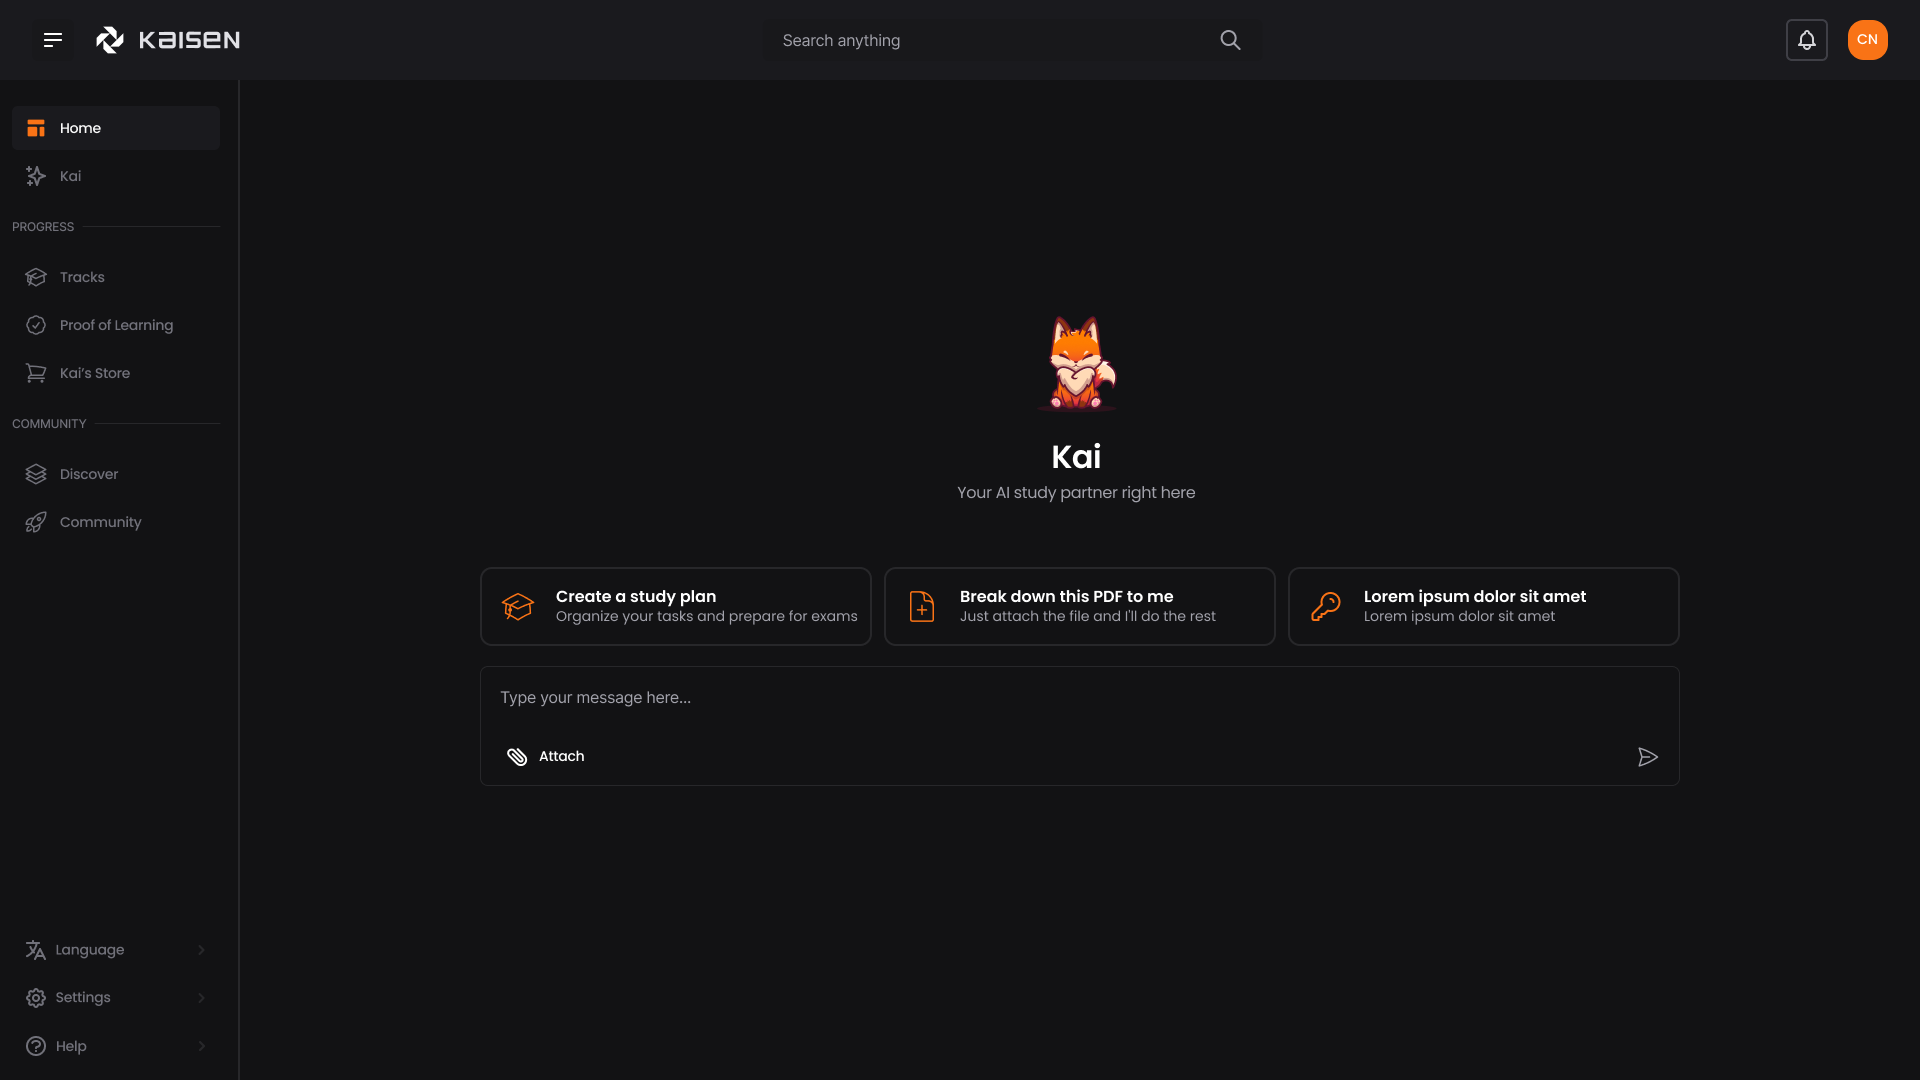 KAISEN
Search anything
CN
Home
Kai
PROGRESS
Tracks
Proof of Learning
Kai's Store
COMMUNITY
Discover
Community
Kai
Your AI study partner right here
Create a study plan
Organize your tasks and prepare for exams
Break down this PDF to me
Just attach the file and I'll do the rest
Lorem ipsum dolor sit amet
Lorem ipsum dolor sit amet
Type your message here...
Attach
Language
Settings
Help